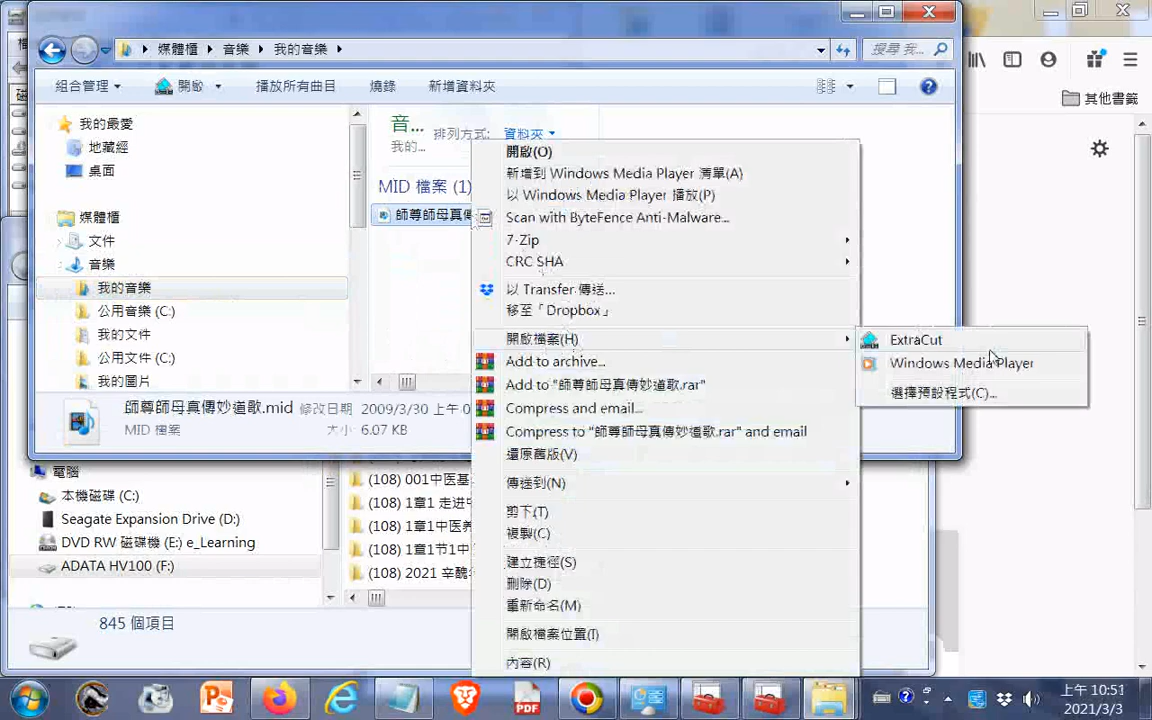 媒體櫃 ▸ 音樂 ▸ 我的音樂 ▸
搜尋 我...
組合管理 開啟 播放所有曲目 燒錄 新增資料夾
其他書籤
我的最愛
地藏經
桌面
媒體櫃
文件
音樂
我的音樂
公用音樂 (C:)
我的文件
公用文件 (C:)
我的圖片
音...
排列方式: 資料夾
我的...
MID 檔案 (1)
師尊師母真傳
開啟(O)
新增到 Windows Media Player 清單(A)
以 Windows Media Player 播放(P)
Scan with ByteFence Anti-Malware...
7-Zip
CRC SHA
以 Transfer 傳送...
移至「Dropbox」
開啟檔案(H)
Add to archive...
Add to "師尊師母真傳妙道歌.rar"
Compress and email...
Compress to "師尊師母真傳妙道歌.rar" and email
還原舊版(V)
傳送到(N)
剪下(T)
複製(C)
建立捷徑(S)
刪除(D)
重新命名(M)
開啟檔案位置(I)
內容(R)
ExtraCut
Windows Media Player
選擇預設程式(C)...
師尊師母真傳妙道歌.mid 修改日期 2009/3/30 上午 0
MID 檔案
大小 6.07 KB
電腦
本機磁碟 (C:)
Seagate Expansion Drive (D:)
DVD RW 磁碟機 (E:) e_Learning
ADATA HV100 (F:)
(108) 001中医基
(108) 1章1 走进中
(108) 1章1中医养
(108) 1章1节1中
(108) 2021 辛醜年
845 個項目
PDF
上午 10:51
2021/3/3